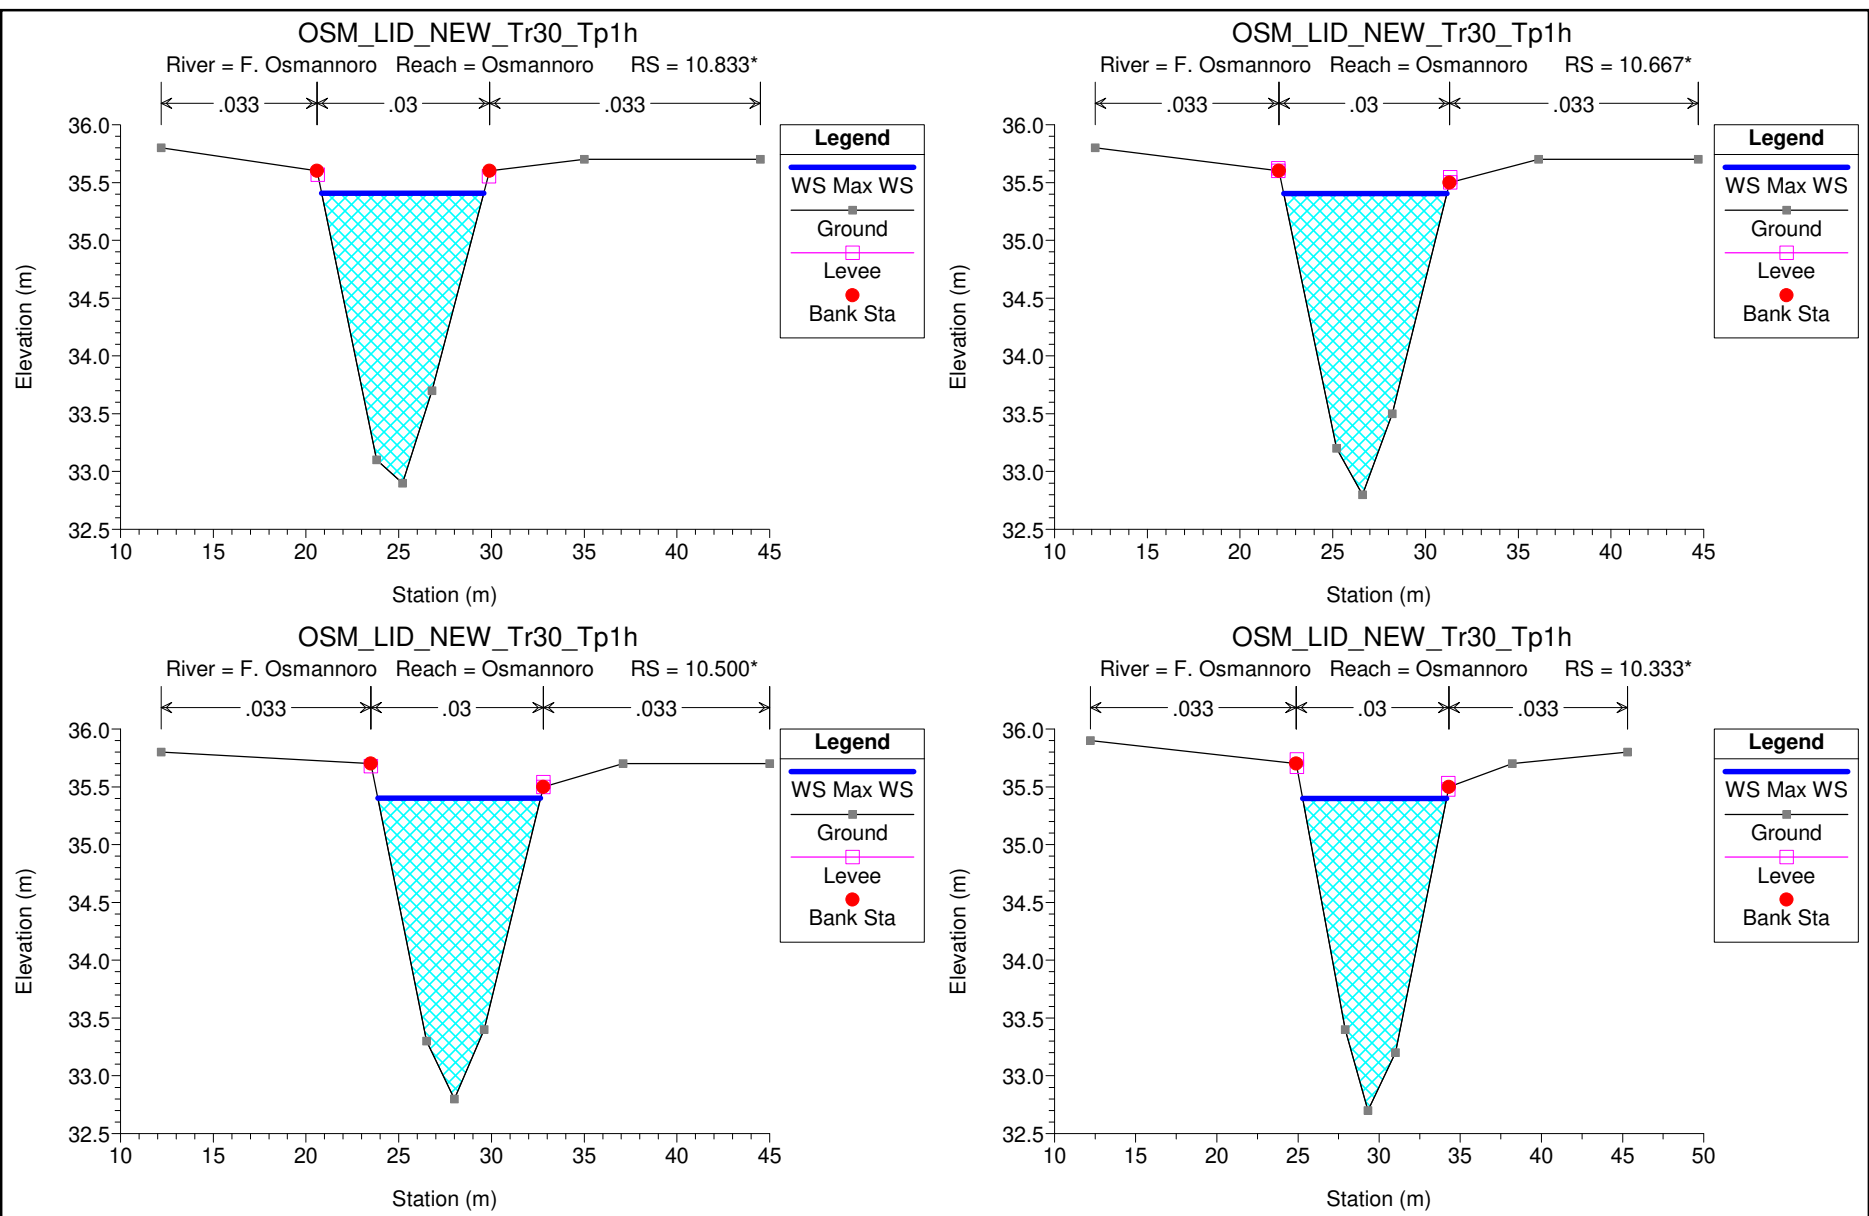 OSM_LID_NEW_Tr30_Tp1h
River = F. Osmannoro Reach = Osmannoro RS = 10.833*
.033 .03 .033
36.0
35.5
35.0
34.5
34.0
33.5
33.0
32.5
Elevation (m)
10 15 20 25 30 35 40 45
Station (m)
Legend
WS Max WS
Ground
Levee
Bank Sta
OSM_LID_NEW_Tr30_Tp1h
River = F. Osmannoro Reach = Osmannoro RS = 10.667*
.033 .03 .033
36.0
35.5
35.0
34.5
34.0
33.5
33.0
32.5
Elevation (m)
10 15 20 25 30 35 40 45
Station (m)
Legend
WS Max WS
Ground
Levee
Bank Sta
OSM_LID_NEW_Tr30_Tp1h
River = F. Osmannoro Reach = Osmannoro RS = 10.500*
.033 .03 .033
36.0
35.5
35.0
34.5
34.0
33.5
33.0
32.5
Elevation (m)
10 15 20 25 30 35 40 45
Station (m)
Legend
WS Max WS
Ground
Levee
Bank Sta
OSM_LID_NEW_Tr30_Tp1h
River = F. Osmannoro Reach = Osmannoro RS = 10.333*
.033 .03 .033
36.0
35.5
35.0
34.5
34.0
33.5
33.0
32.5
Elevation (m)
10 15 20 25 30 35 40 45 50
Station (m)
Legend
WS Max WS
Ground
Levee
Bank Sta